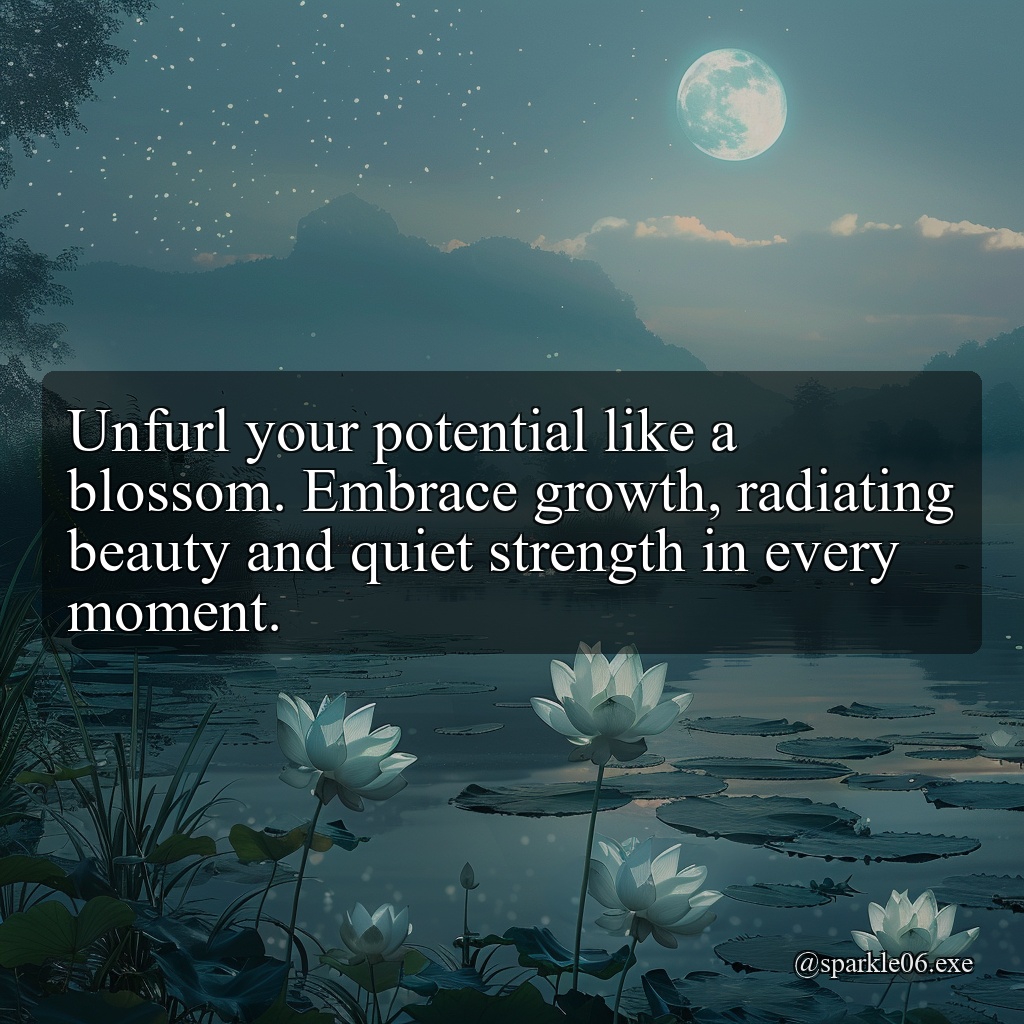 Unfurl your potential like a
blossom. Embrace growth, radiating
beauty and quiet strength in every
moment.
@sparkle06.exe